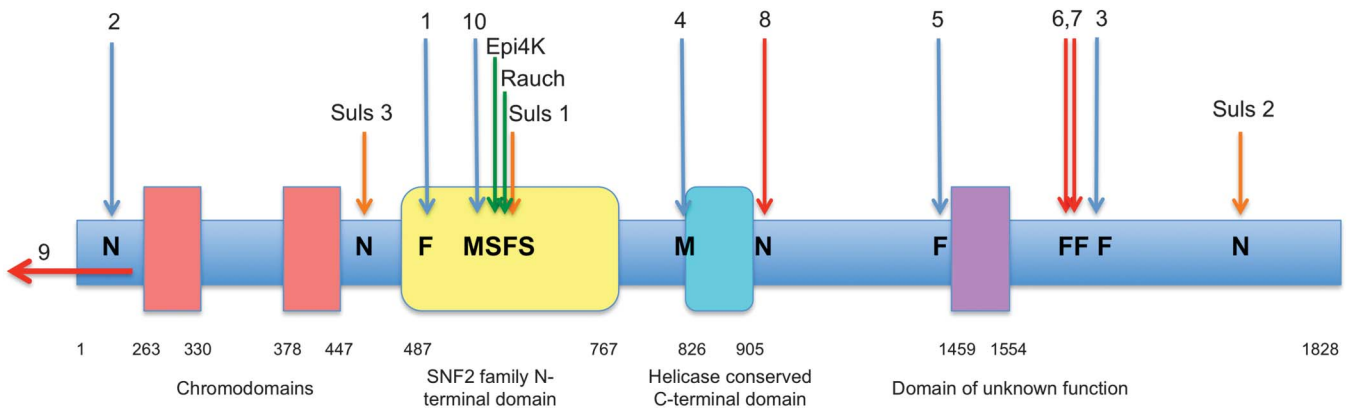 2 1 10 4 8 5 6,7 3
Epi4K
Rauch
Suls 3 Suls 1 Suls 2
N N F MSFS M N F FF F N
9
1 263 330 378 447 487 767 826 905 1459 1554 1828
Chromodomains
SNF2 family N-
terminal domain
Helicase conserved
C-terminal domain
Domain of unknown function